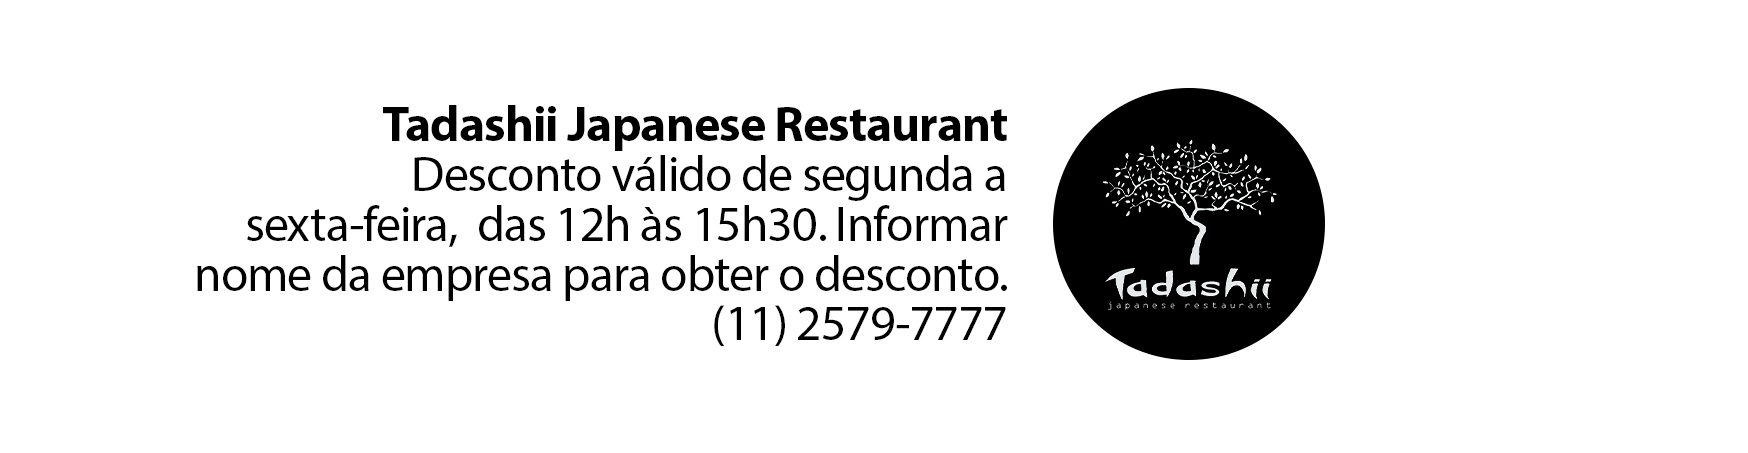 Tadashii Japanese Restaurant
Desconto válido de segunda a
sexta-feira,  das 12h às 15h30. Informar
nome da empresa para obter o desconto.
(11) 2579-7777
Tadashii
japanese restaurant